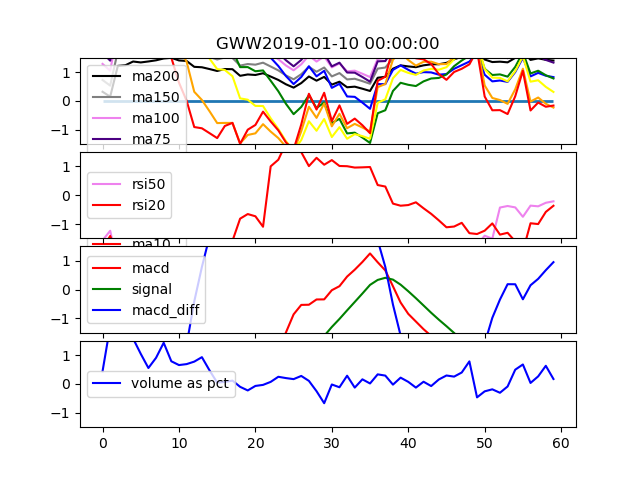 GWW2019-01-10 00:00:00
1
0
−1
ma200
ma150
ma100
ma75
1
0
−1
rsi50
rsi20
ma10
1
0
−1
macd
signal
macd_diff
1
0
−1
volume as pct
0 10 20 30 40 50 60